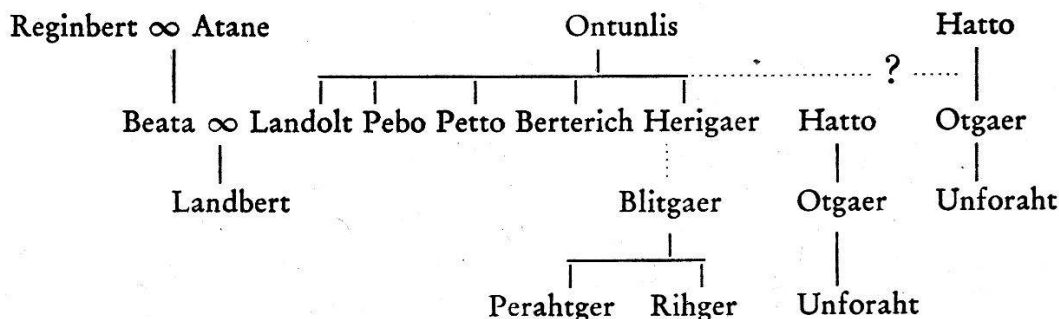 Reginbert ∞ Atane Ontunlis Hatto
?
Beata ∞ Landolt Pebo Petto Berterich Herigaer Hatto Otgaer
Landbert Blitgaer Otgaer Unforaht
Perahtger Rihger Unforaht